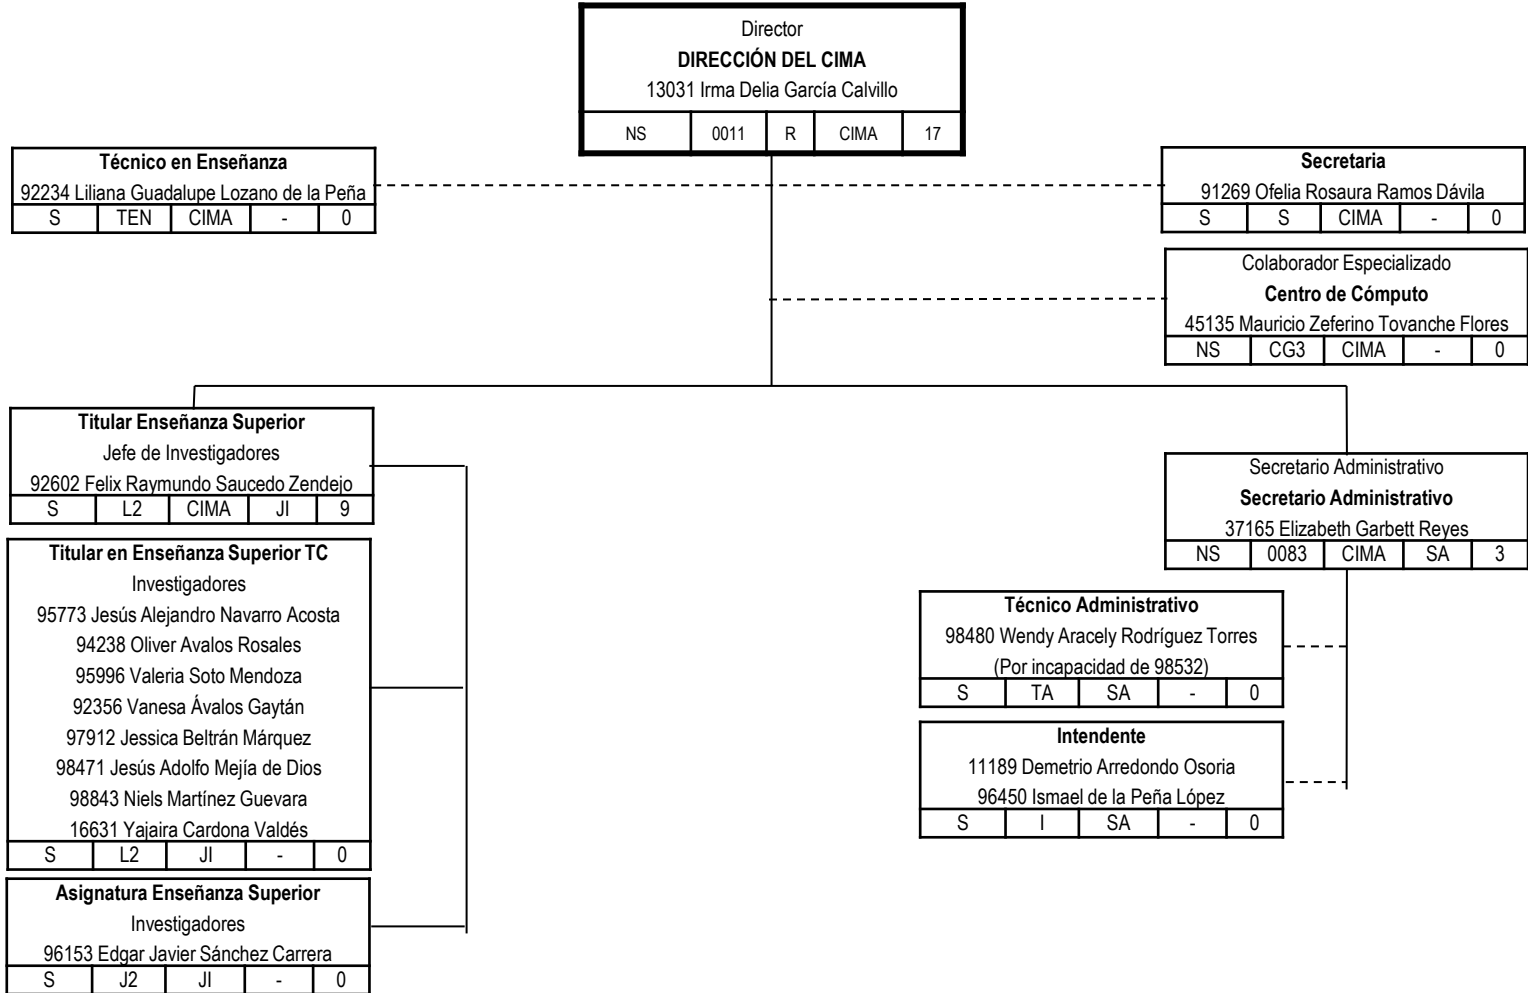 Director
DIRECCIÓN DEL CIMA
13031 Irma Delia García Calvillo
NS 0011 R CIMA 17
Técnico en Enseñanza
92234 Liliana Guadalupe Lozano de la Peña
S TEN CIMA - 0
Secretaria
91269 Ofelia Rosaura Ramos Dávila
S S CIMA - 0
Colaborador Especializado
Centro de Cómputo
45135 Mauricio Zeferino Tovanche Flores
NS CG3 CIMA - 0
Titular Enseñanza Superior
Jefe de Investigadores
92602 Felix Raymundo Saucedo Zendejo
S L2 CIMA JI 9
Titular en Enseñanza Superior TC
Investigadores
95773 Jesús Alejandro Navarro Acosta
94238 Oliver Avalos Rosales
95996 Valeria Soto Mendoza
92356 Vanesa Ávalos Gaytán
97912 Jessica Beltrán Márquez
98471 Jesús Adolfo Mejía de Dios
98843 Niels Martínez Guevara
16631 Yajaira Cardona Valdés
S L2 JI - 0
Asignatura Enseñanza Superior
Investigadores
96153 Edgar Javier Sánchez Carrera
S J2 JI - 0
Secretario Administrativo
Secretario Administrativo
37165 Elizabeth Garbett Reyes
NS 0083 CIMA SA 3
Técnico Administrativo
98480 Wendy Aracely Rodríguez Torres
(Por incapacidad de 98532)
S TA SA - 0
Intendente
11189 Demetrio Arredondo Osoria
96450 Ismael de la Peña López
S I SA - 0